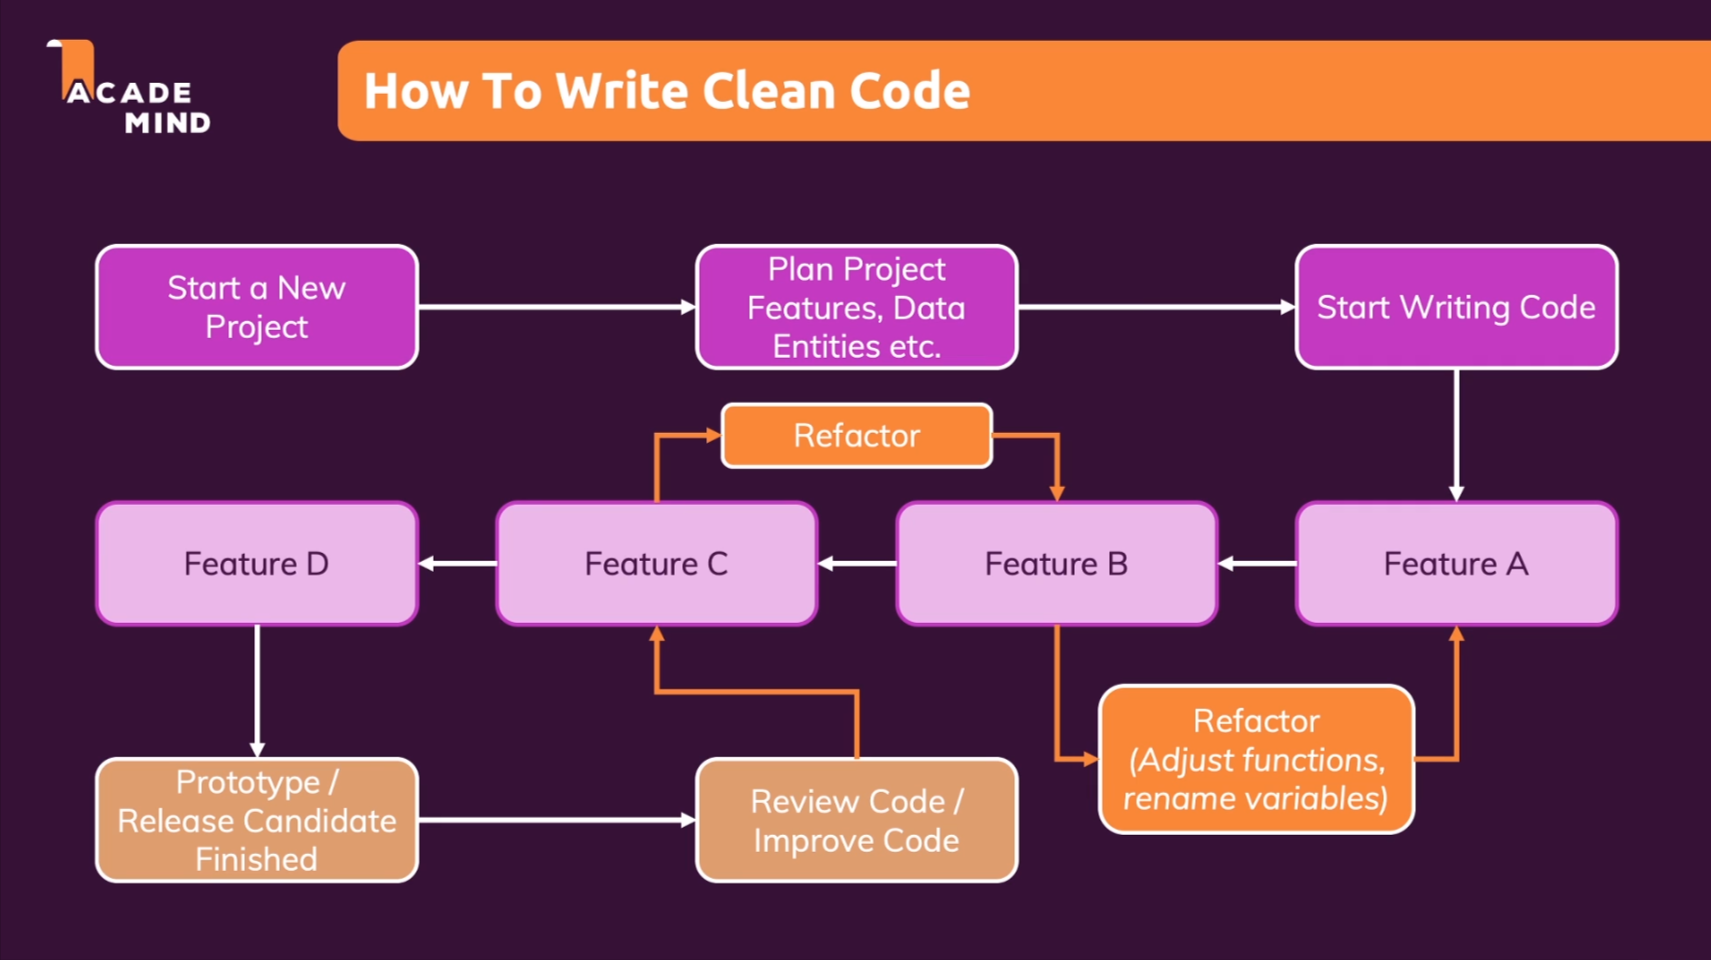 ACADE
MIND
How To Write Clean Code
Start a New
Project
Plan Project
Features, Data
Entities etc.
Start Writing Code
Refactor
Feature D
Feature C
Feature B
Feature A
Prototype /
Release Candidate
Finished
Review Code /
Improve Code
Refactor
(Adjust functions,
rename variables)